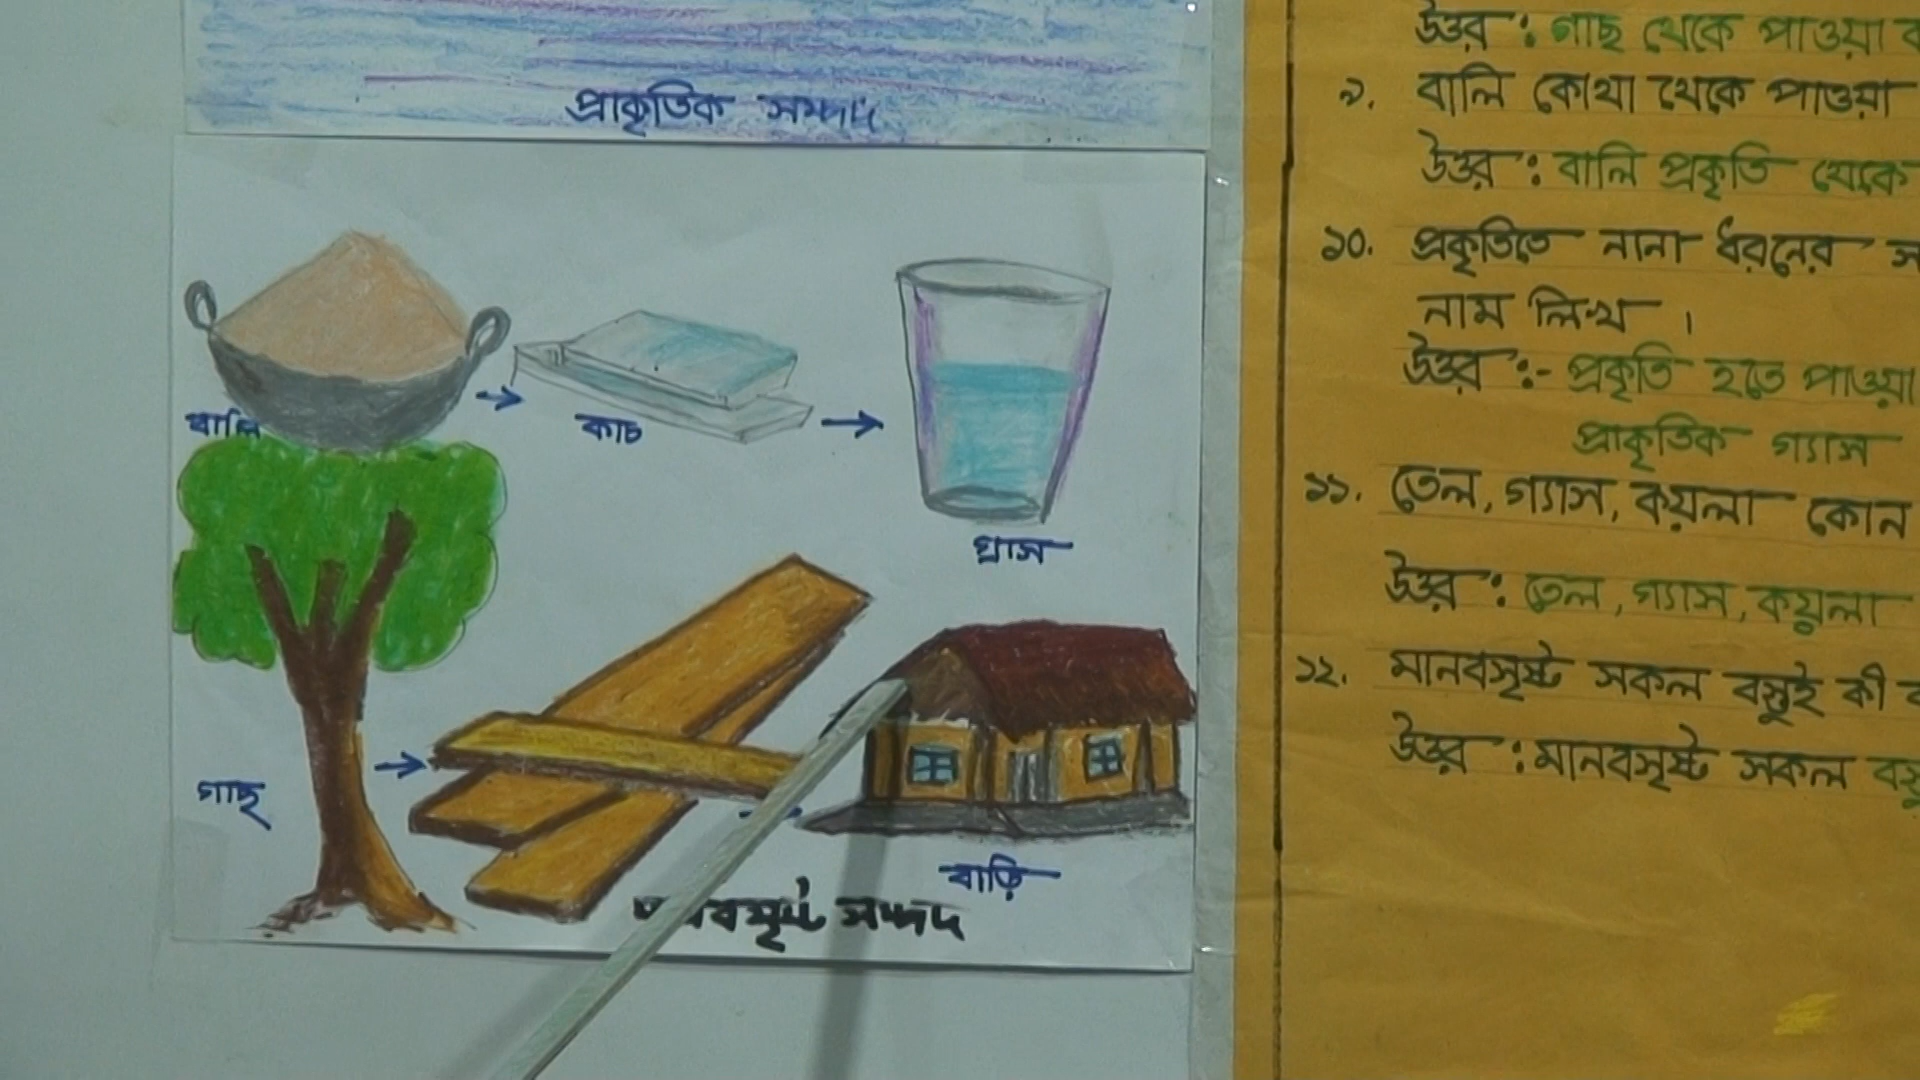 প্রাকৃতিক সম্পদ
বালি
কাচ
গ্লাস
গাছ
বাড়ি
মানবসৃষ্ট সম্পদ
উত্তর : গাছ থেকে পাওয়া
৯. বালি কোথা থেকে পাওয়া
উত্তর : বালি প্রকৃতি থেকে
১০. প্রকৃতিতে নানা ধরনের
নাম লিখ ।
উত্তর :- প্রকৃতি হতে পাওয়া
প্রাকৃতিক গ্যাস
১১. তেল, গ্যাস, কয়লা কোন
উত্তর : তেল, গ্যাস, কয়লা
১২. মানবসৃষ্ট সকল বস্তুই কী
উত্তর : মানবসৃষ্ট সকল